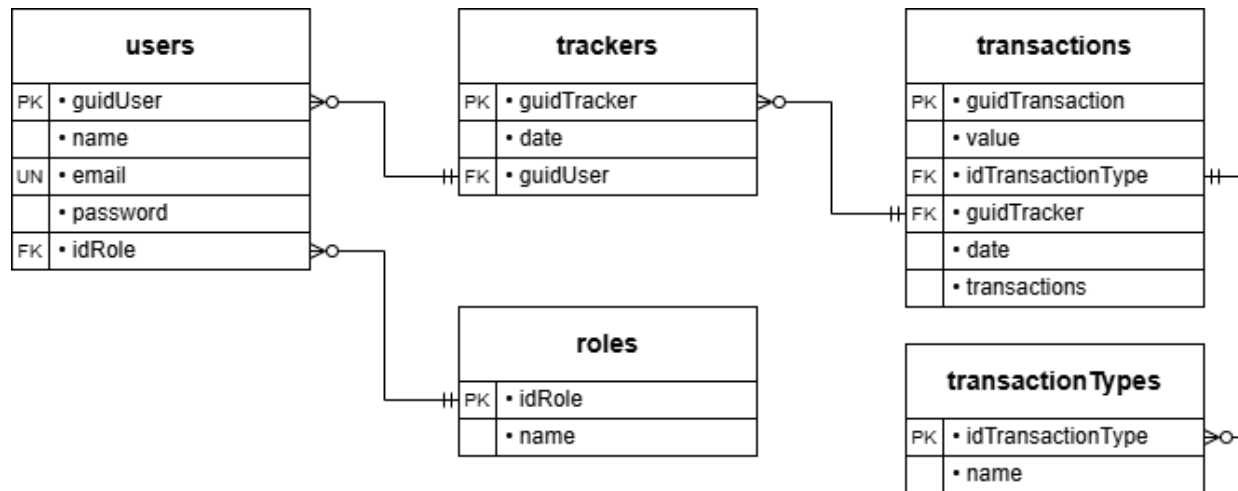 users
PK • guidUser
• name
UN • email
• password
FK • idRole
trackers
PK • guidTracker
• date
FK • guidUser
roles
PK • idRole
• name
transactions
PK • guidTransaction
• value
FK • idTransactionType
FK • guidTracker
• date
• transactions
transactionTypes
PK • idTransactionType
• name